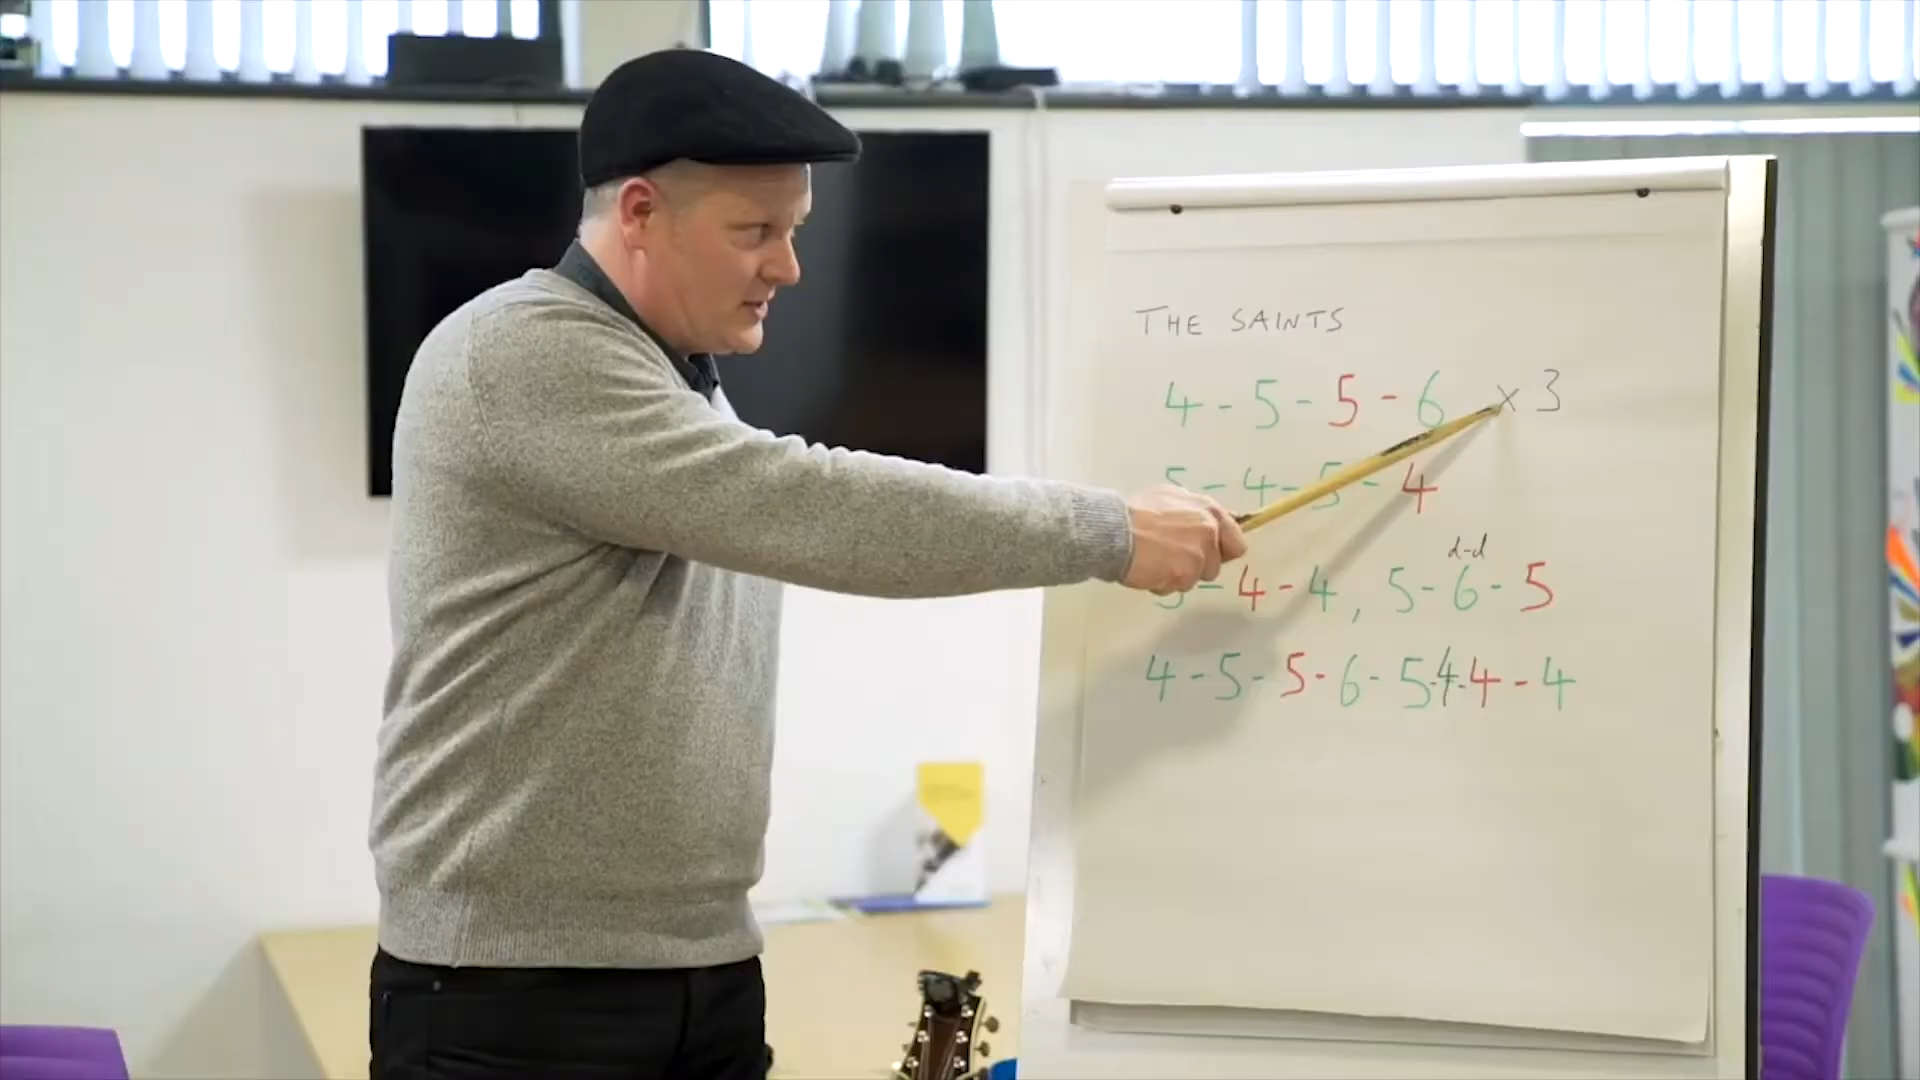 THE SAINTS
4 - 5 - 5 - 6 x 3
5 - 4 - 5 - 4
d-d
5 - 4 - 4 , 5 - 6 - 5
4 - 5 - 5 - 6 - 5 4 - 4 - 4